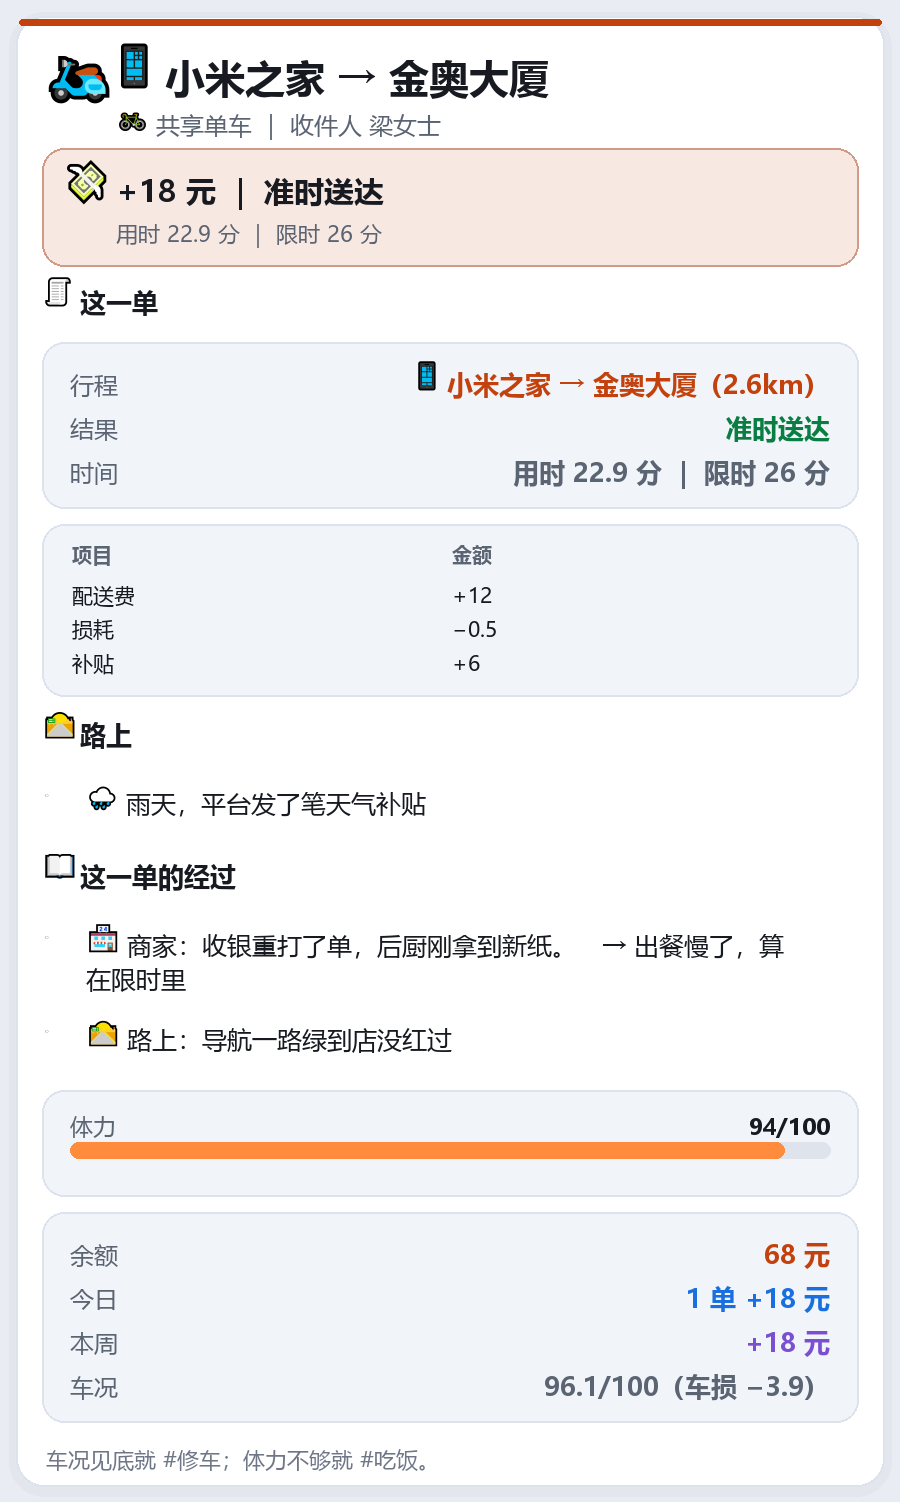 小米之家 → 金奥大厦
共享单车 | 收件人 梁女士
+18 元 | 准时送达
用时 22.9 分 | 限时 26 分
这一单
行程 小米之家 → 金奥大厦（2.6km）
结果 准时送达
时间 用时 22.9 分 | 限时 26 分
项目 金额
配送费 +12
损耗 −0.5
补贴 +6
路上
雨天，平台发了笔天气补贴
这一单的经过
商家：收银重打了单，后厨刚拿到新纸。 → 出餐慢了，算
在限时里
路上：导航一路绿到店没红过
体力 94/100
余额 68 元
今日 1 单 +18 元
本周 +18 元
车况 96.1/100（车损 −3.9）
车况见底就 #修车；体力不够就 #吃饭。